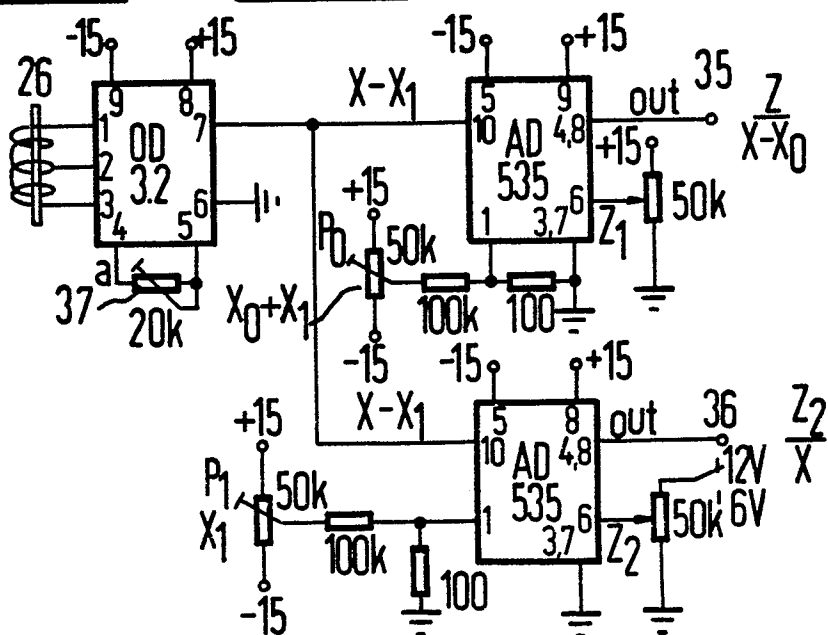 -15 +15
26
9 8
1 7
2
3 6
4 5
OD
3.2
a
37
20k
X-X1
-15 +15
5 9
10 4,8
AD
535
1 3,7 6
out
35
Z
X-X0
+15
50k
Z1
+15
P0
50k
X0+X1
-15
100k
100
-15 +15
X-X1
5 8
10 4,8
AD
535
1 6
3,7
out
36
Z2
X
+12V
6V
50k
Z2
+15
P1
50k
X1
-15
100k
100